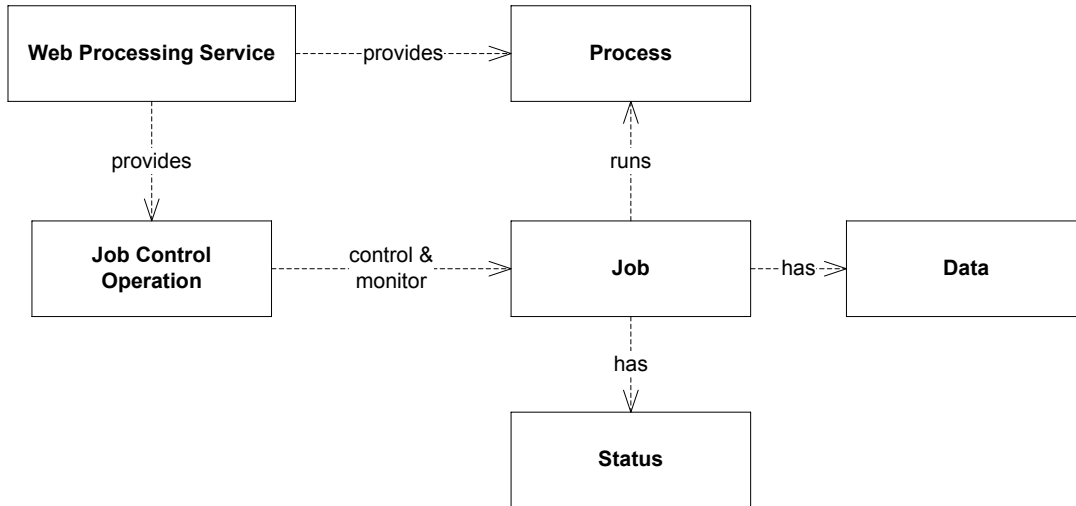 Web Processing Service
provides
Process
provides
runs
Job Control
Operation
control &
monitor
Job
has
Data
has
Status